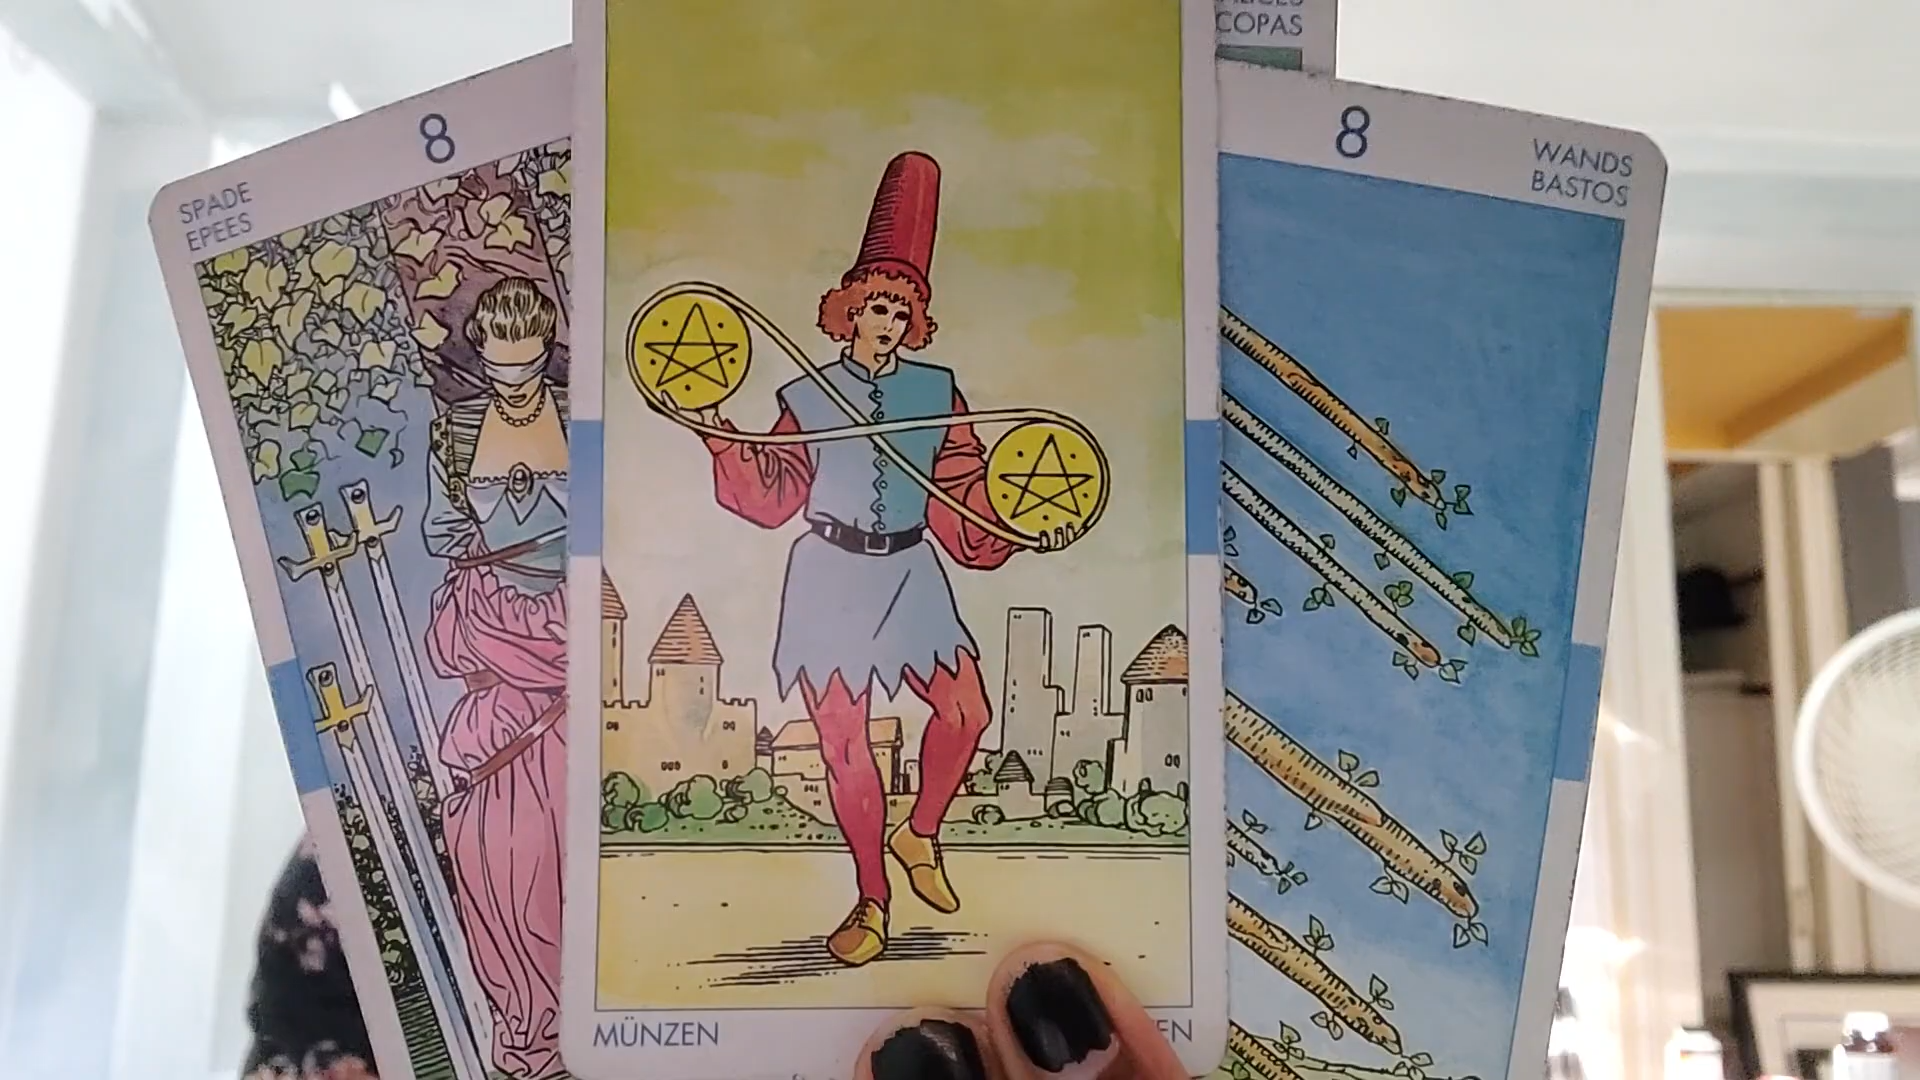 COPAS
8
SPADE
EPEES
8
WANDS
BASTOS
MÜNZEN